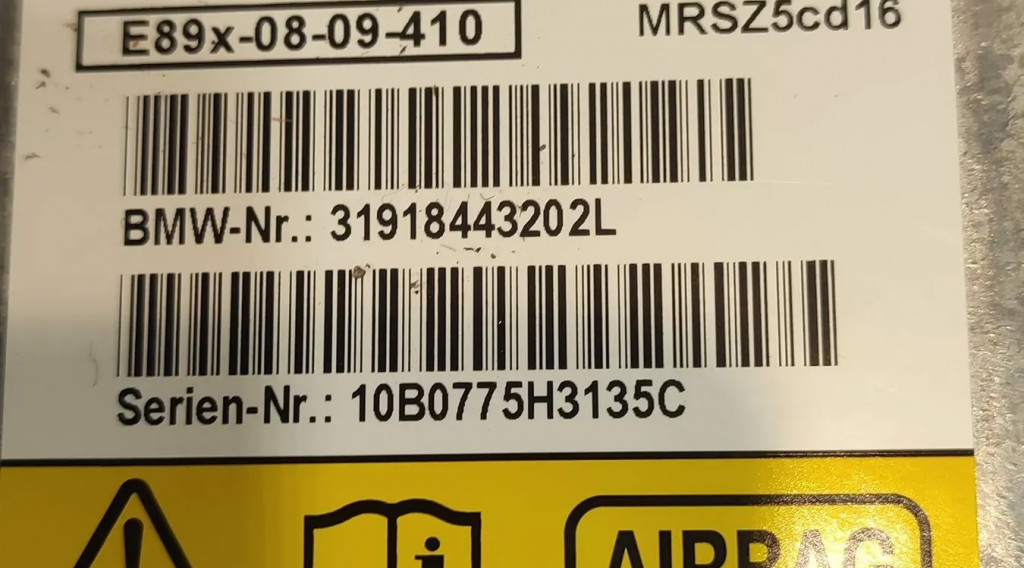 E89x-08-09-410
MRSZ5cd16
BMW-Nr.: 31918443202L
Serien-Nr.: 10B0775H3135C
AIRBAG